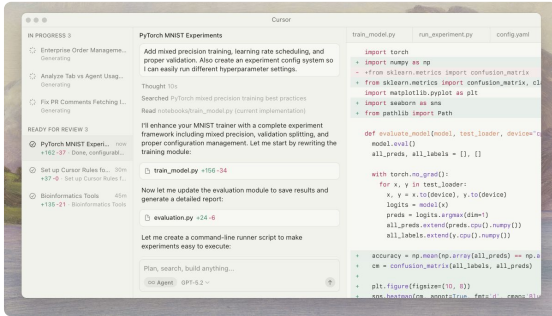 Cursor
IN PROGRESS 3
Enterprise Order Manageme...
Generating
Analyze Tab vs Agent Usag...
Generating
Fix PR Comments Fetching I...
Generating
READY FOR REVIEW 3
PyTorch MNIST Experi... now
+162 -37 · Done, configurabl...
Set up Cursor Rules fo... 30m
+37 -0 · Set up Cursor Rules f...
Bioinformatics Tools 45m
+135 -21 · Bioinformatics Tools
PyTorch MNIST Experiments
Add mixed precision training, learning rate scheduling, and
proper validation. Also create an experiment config system so
I can easily run different hyperparameter settings.
Thought 10s
Searched PyTorch mixed precision training best practices
Read notebooks/train_model.py (current implementation)
I'll enhance your MNIST trainer with a complete experiment
framework including mixed precision, validation splitting, and
proper configuration management. Let me start by rewriting the
training module:
train_model.py +156 -34
Now let me update the evaluation module to save results and
generate a detailed report:
evaluation.py +24 -6
Let me create a command-line runner script to make
experiments easy to execute:
Plan, search, build anything...
Agent GPT-5.2
train_model.py run_experiment.py config.yaml
import torch
+ import numpy as np
- +from sklearn.metrics import confusion_matrix
+ from sklearn.metrics import confusion_matrix, cl
import matplotlib.pyplot as plt
+ import seaborn as sns
+ from pathlib import Path
def evaluate_model(model, test_loader, device="c
model.eval()
all_preds, all_labels = [], []
with torch.no_grad():
for x, y in test_loader:
x, y = x.to(device), y.to(device)
logits = model(x)
preds = logits.argmax(dim=1)
all_preds.extend(preds.cpu().numpy())
all_labels.extend(y.cpu().numpy())
+ accuracy = np.mean(np.array(all_preds) == np.a
+ cm = confusion_matrix(all_labels, all_preds)
+
+ plt.figure(figsize=(10, 8))
+ sns.heatmap(cm, annot=True, fmt='d', cmap='Blu